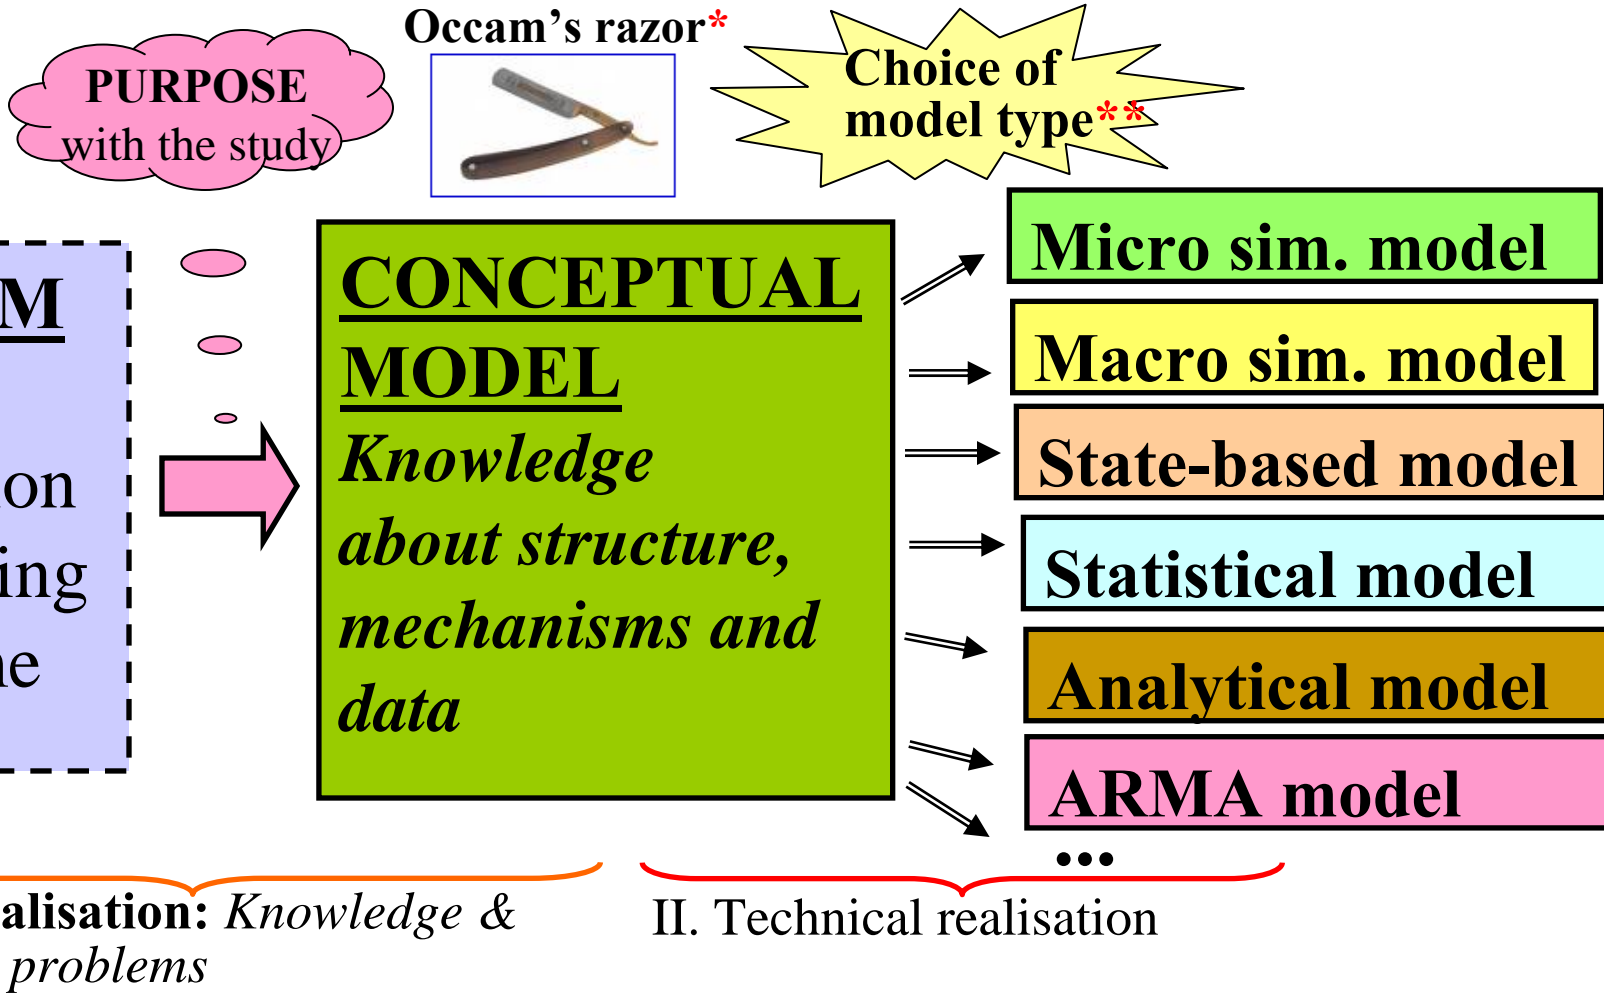 Occam’s razor*
PURPOSE
with the study
Choice of
model type**
M
on
ing
ne
CONCEPTUAL
MODEL
Knowledge
about structure,
mechanisms and
data
Micro sim. model
Macro sim. model
State-based model
Statistical model
Analytical model
ARMA model
...
alisation: Knowledge &
problems
II. Technical realisation